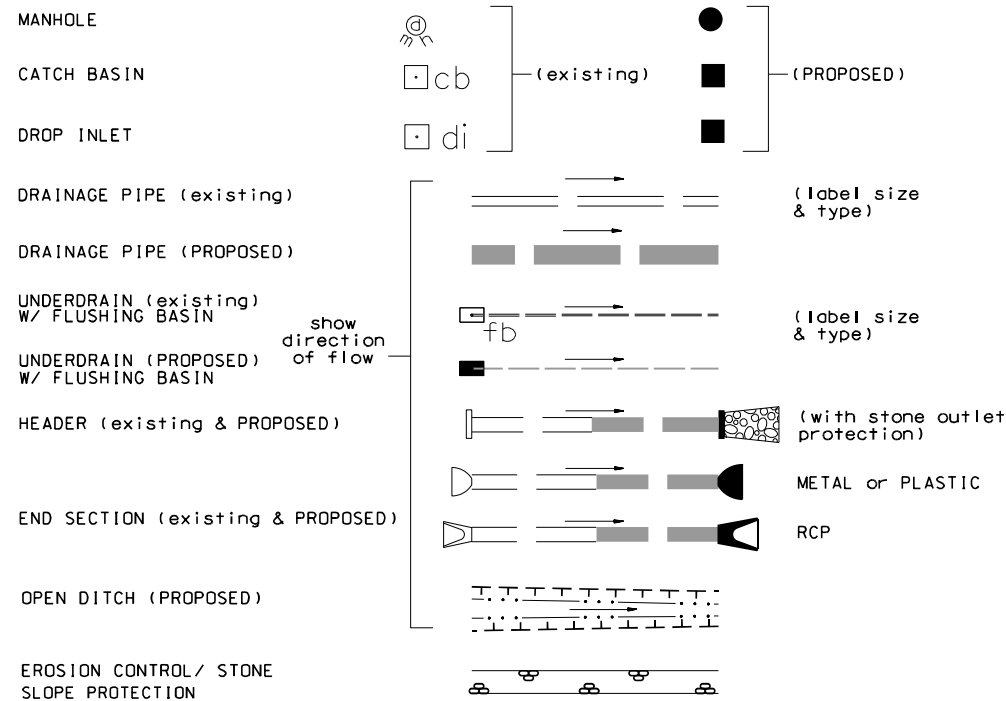 MANHOLE
d
mh
CATCH BASIN
cb
(existing)
(PROPOSED)
DROP INLET
di
DRAINAGE PIPE (existing)
(label size
& type)
DRAINAGE PIPE (PROPOSED)
UNDERDRAIN (existing)
W/ FLUSHING BASIN
fb
(label size
& type)
show
direction
of flow
UNDERDRAIN (PROPOSED)
W/ FLUSHING BASIN
HEADER (existing & PROPOSED)
(with stone outlet
protection)
METAL or PLASTIC
END SECTION (existing & PROPOSED)
RCP
OPEN DITCH (PROPOSED)
EROSION CONTROL/ STONE
SLOPE PROTECTION